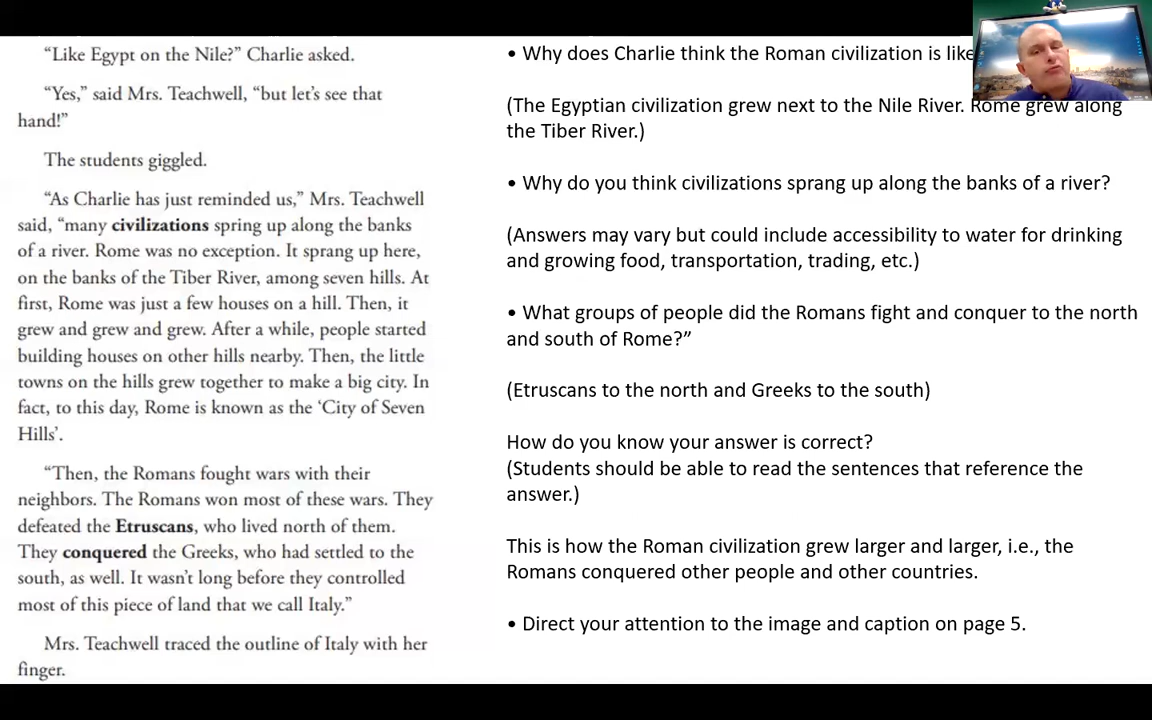 “Like Egypt on the Nile?” Charlie asked.
“Yes,” said Mrs. Teachwell, “but let’s see that
hand!”
The students giggled.
“As Charlie has just reminded us,” Mrs. Teachwell
said, “many civilizations spring up along the banks
of a river. Rome was no exception. It sprang up here,
on the banks of the Tiber River, among seven hills. At
first, Rome was just a few houses on a hill. Then, it
grew and grew and grew. After a while, people started
building houses on other hills nearby. Then, the little
towns on the hills grew together to make a big city. In
fact, to this day, Rome is known as the ‘City of Seven
Hills’.
“Then, the Romans fought wars with their
neighbors. The Romans won most of these wars. They
defeated the Etruscans, who lived north of them.
They conquered the Greeks, who had settled to the
south, as well. It wasn’t long before they controlled
most of this piece of land that we call Italy.”
Mrs. Teachwell traced the outline of Italy with her
finger.
• Why does Charlie think the Roman civilization is like
(The Egyptian civilization grew next to the Nile River. Rome grew along
the Tiber River.)
• Why do you think civilizations sprang up along the banks of a river?
(Answers may vary but could include accessibility to water for drinking
and growing food, transportation, trading, etc.)
• What groups of people did the Romans fight and conquer to the north
and south of Rome?”
(Etruscans to the north and Greeks to the south)
How do you know your answer is correct?
(Students should be able to read the sentences that reference the
answer.)
This is how the Roman civilization grew larger and larger, i.e., the
Romans conquered other people and other countries.
• Direct your attention to the image and caption on page 5.